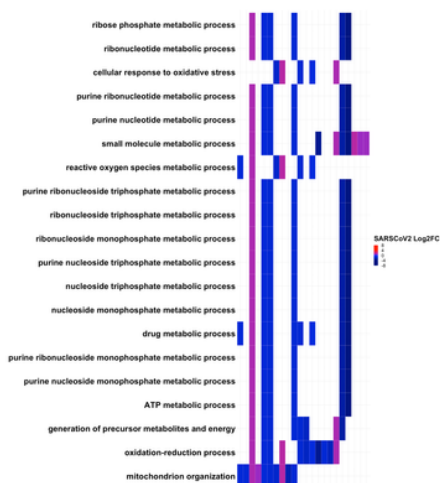 ribose phosphate metabolic process
ribonucleotide metabolic process
cellular response to oxidative stress
purine ribonucleotide metabolic process
purine nucleotide metabolic process
small molecule metabolic process
reactive oxygen species metabolic process
purine ribonucleoside triphosphate metabolic process
ribonucleoside triphosphate metabolic process
ribonucleoside monophosphate metabolic process
purine nucleoside triphosphate metabolic process
nucleoside triphosphate metabolic process
nucleoside monophosphate metabolic process
drug metabolic process
purine ribonucleoside monophosphate metabolic process
purine nucleoside monophosphate metabolic process
ATP metabolic process
generation of precursor metabolites and energy
oxidation-reduction process
mitochondrion organization
SARSCoV2 Log2FC